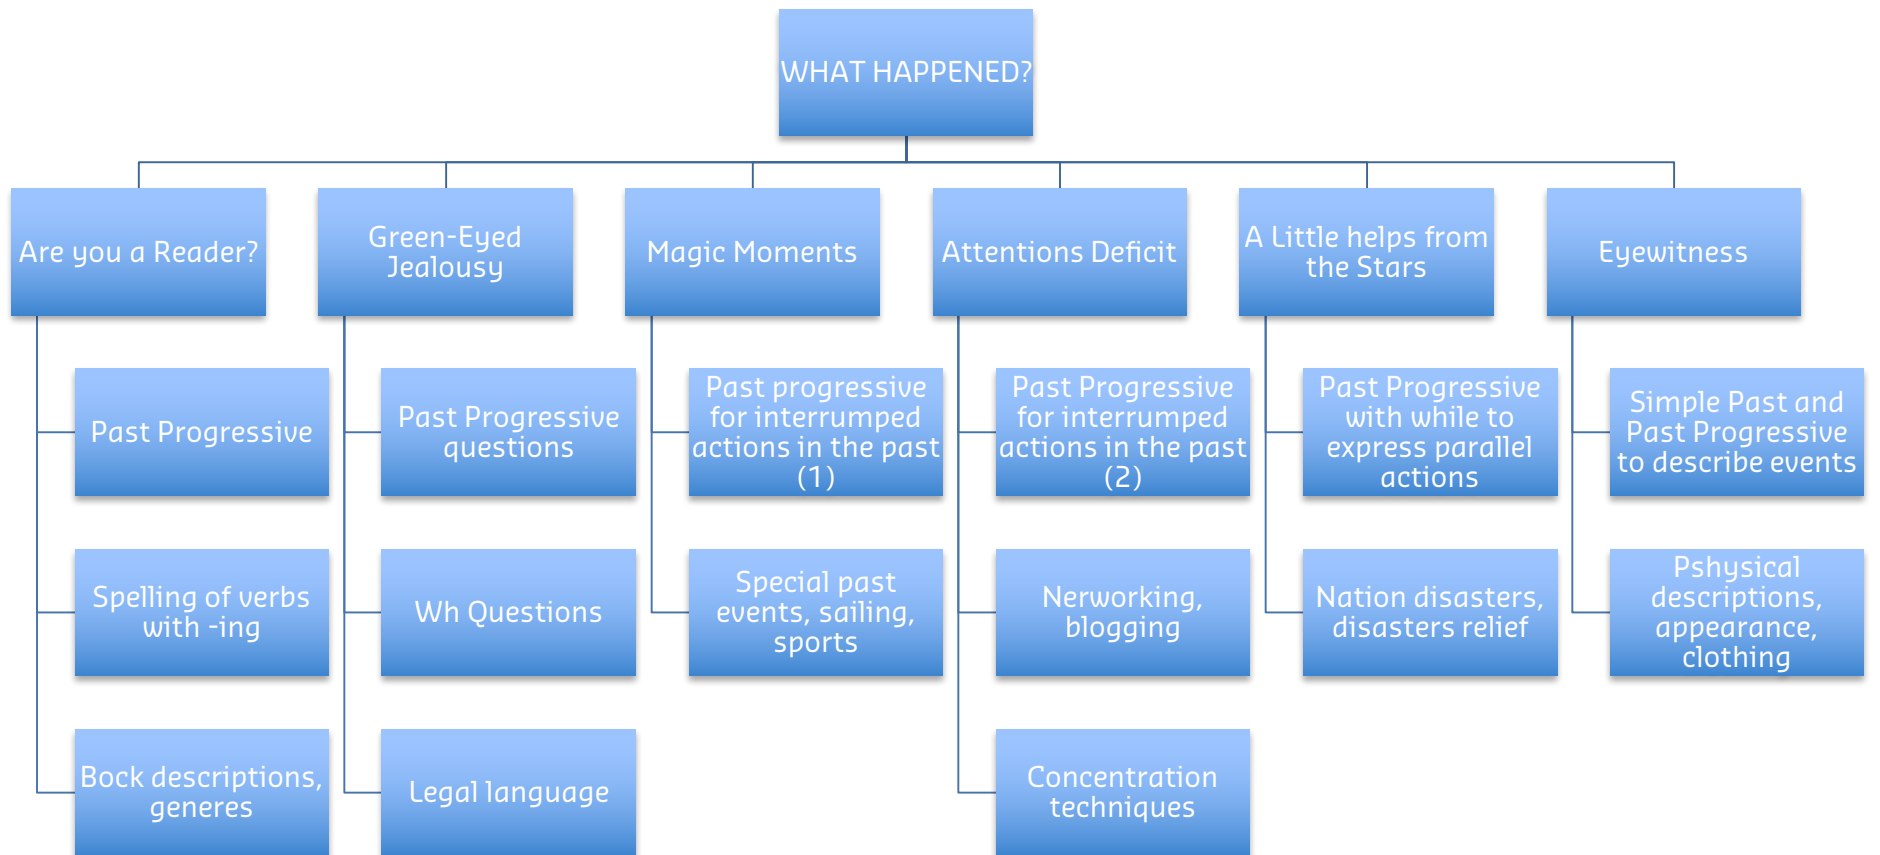 WHAT HAPPENED?
Are you a Reader?
Green-Eyed
Jealousy
Magic Moments
Attentions Deficit
A Little helps from
the Stars
Eyewitness
Past Progressive
Past Progressive
questions
Past progressive
for interrumped
actions in the past
(1)
Past Progressive
for interrumped
actions in the past
(2)
Past Progressive
with while to
express parallel
actions
Simple Past and
Past Progressive
to describe events
Spelling of verbs
with -ing
Wh Questions
Special past
events, sailing,
sports
Nerworking,
blogging
Nation disasters,
disasters relief
Pshysical
descriptions,
appearance,
clothing
Bock descriptions,
generes
Legal language
Concentration
techniques